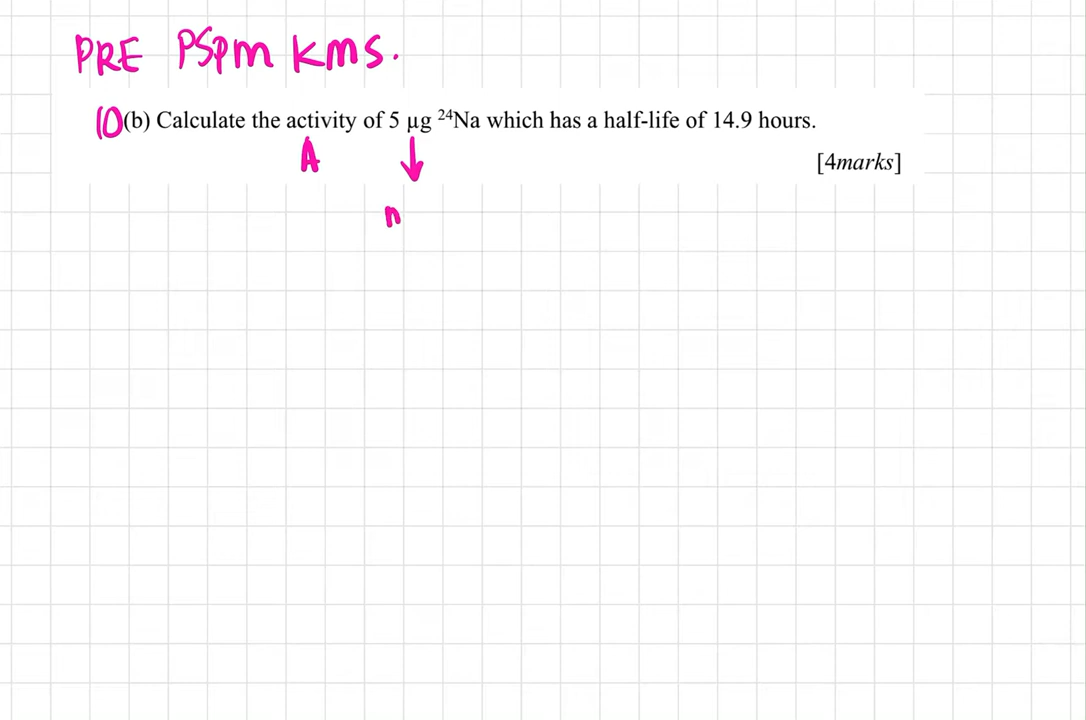 PRE PSPM KMS.
10(b) Calculate the activity of 5 µg ²⁴Na which has a half-life of 14.9 hours.
[4marks]
A
n